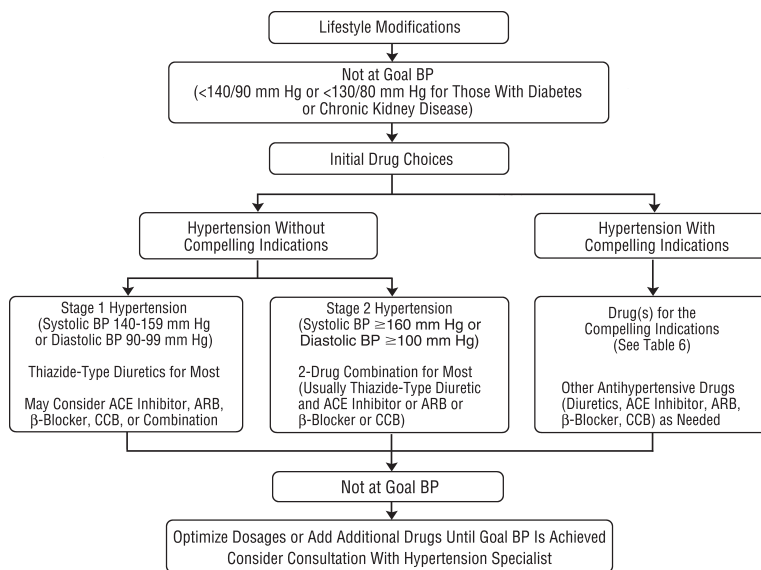 Lifestyle Modifications
Not at Goal BP
(<140/90 mm Hg or <130/80 mm Hg for Those With Diabetes
or Chronic Kidney Disease)
Initial Drug Choices
Hypertension Without
Compelling Indications
Hypertension With
Compelling Indications
Stage 1 Hypertension
(Systolic BP 140-159 mm Hg
or Diastolic BP 90-99 mm Hg)
Thiazide-Type Diuretics for Most
May Consider ACE Inhibitor, ARB,
β-Blocker, CCB, or Combination
Stage 2 Hypertension
(Systolic BP ≥160 mm Hg or
Diastolic BP ≥100 mm Hg)
2-Drug Combination for Most
(Usually Thiazide-Type Diuretic
and ACE Inhibitor or ARB or
β-Blocker or CCB)
Drug(s) for the
Compelling Indications
(See Table 6)
Other Antihypertensive Drugs
(Diuretics, ACE Inhibitor, ARB,
β-Blocker, CCB) as Needed
Not at Goal BP
Optimize Dosages or Add Additional Drugs Until Goal BP Is Achieved
Consider Consultation With Hypertension Specialist